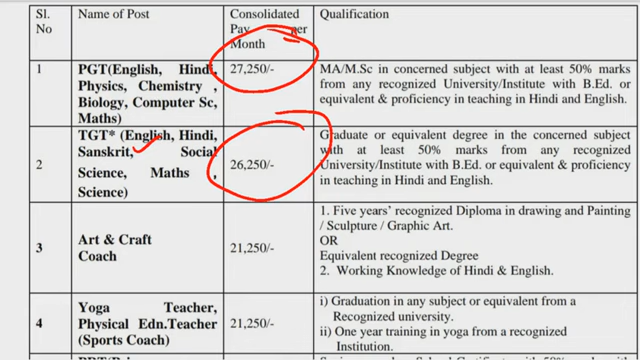 Sl. No
Name of Post
Consolidated
Pay per
Month
Qualification
1
PGT(English, Hindi,
Physics, Chemistry ,
Biology, Computer Sc,
Maths)
27,250/-
MA/M.Sc in concerned subject with at least 50% marks
from any recognized University/Institute with B.Ed. or
equivalent & proficiency in teaching in Hindi and English.
2
TGT* (English, Hindi,
Sanskrit, Social
Science, Maths ,
Science)
26,250/-
Graduate or equivalent degree in the concerned subject
with at least 50% marks from any recognized
University/Institute with B.Ed. or equivalent & proficiency
in teaching in Hindi and English.
3
Art & Craft
Coach
21,250/-
1. Five years' recognized Diploma in drawing and Painting
/ Sculpture / Graphic Art.
OR
Equivalent recognized Degree
2. Working Knowledge of Hindi & English.
4
Yoga Teacher,
Physical Edn.Teacher
(Sports Coach)
21,250/-
i) Graduation in any subject or equivalent from a
Recognized university.
ii) One year training in yoga from a recognized
Institution.